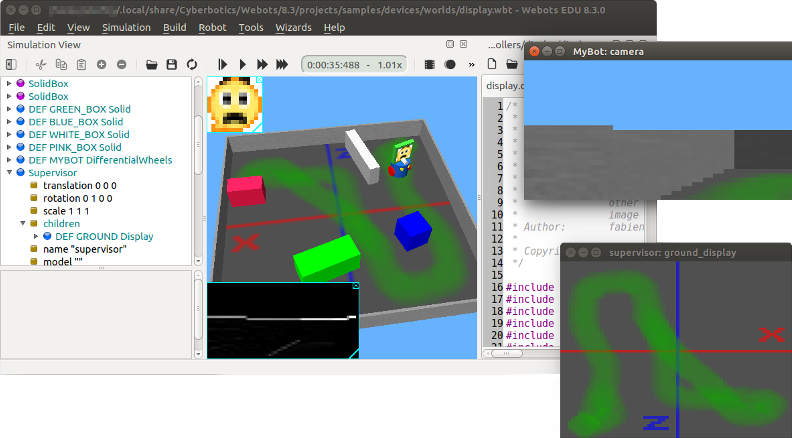 /.local/share/Cyberbotics/Webots/8.3/projects/samples/devices/worlds/display.wbt - Webots EDU 8.3.0
File Edit View Simulation Build Robot Tools Wizards Help
Simulation View
0:00:35:488 - 1.01x
SolidBox
SolidBox
DEF GREEN_BOX Solid
DEF BLUE_BOX Solid
DEF WHITE_BOX Solid
DEF PINK_BOX Solid
DEF MYBOT DifferentialWheels
Supervisor
translation 0 0 0
rotation 0 1 0 0
scale 1 1 1
children
DEF GROUND Display
name "supervisor"
model ""
X
Z
...ollers/
display.c
1 /*
2 *
3 *
4 *
5 *
6 *
7 *
8 *
9 * other
10 * image
11 * Author: fabien
12 *
13 * Copyri
14 */
15
16 #include
17 #include
18 #include
19 #include
20 #include
21 #include
MyBot: camera
supervisor: ground_display
X
Z